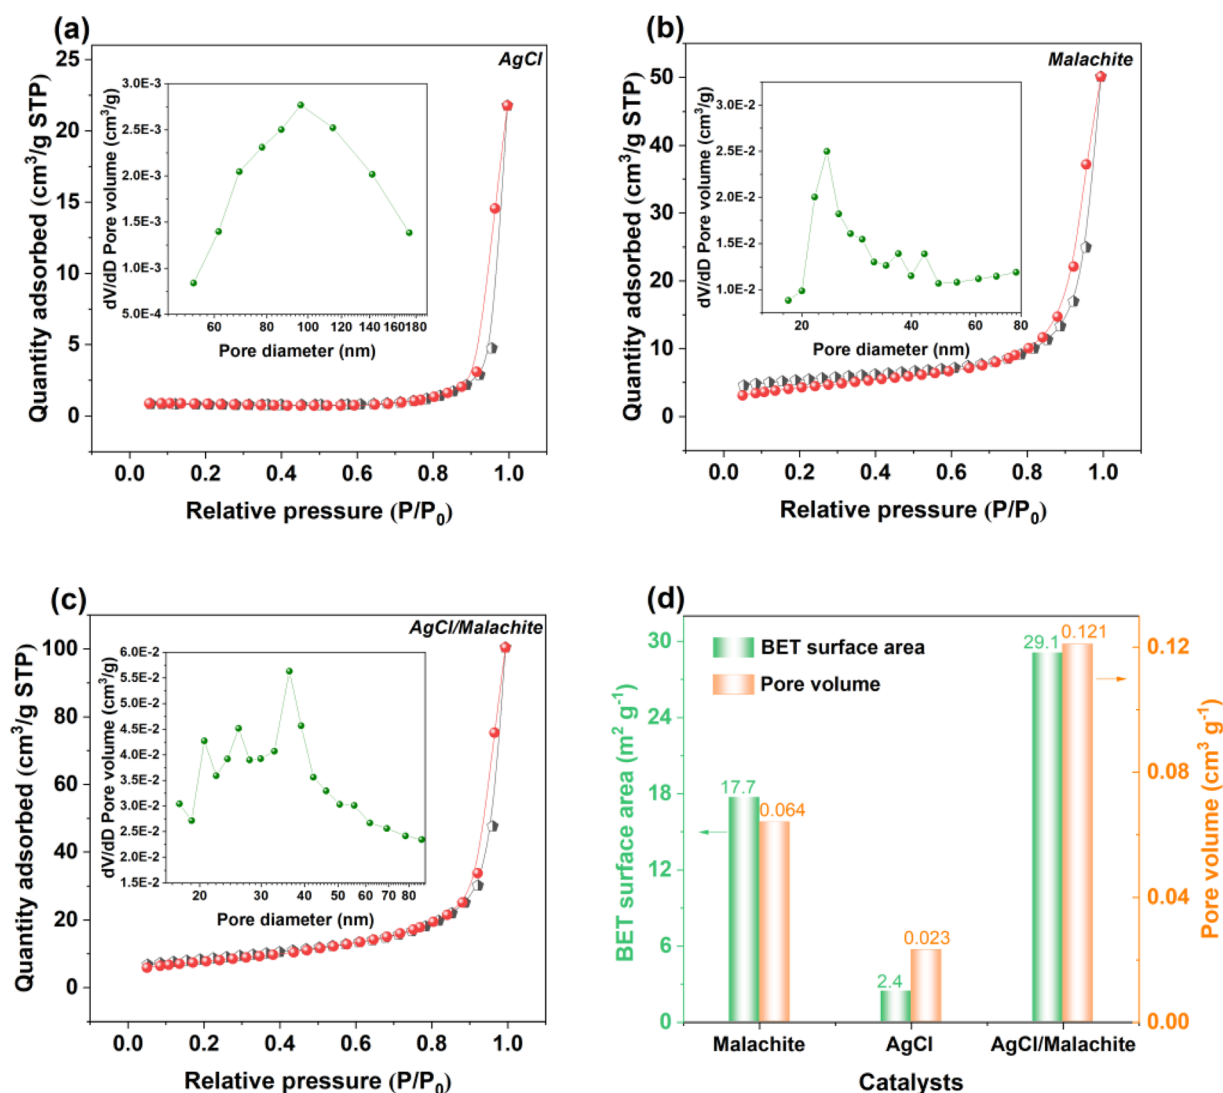 (a)
AgCl
Quantity adsorbed (cm³/g STP)
25
20
15
10
5
0
0.0 0.2 0.4 0.6 0.8 1.0
Relative pressure (P/P₀)
dV/dD Pore volume (cm³/g)
3.0E-3
2.5E-3
2.0E-3
1.5E-3
1.0E-3
5.0E-4
60 80 100 120 140 160 180
Pore diameter (nm)
(b)
Malachite
Quantity adsorbed (cm³/g STP)
50
40
30
20
10
0
0.0 0.2 0.4 0.6 0.8 1.0
Relative pressure (P/P₀)
dV/dD Pore volume (cm³/g)
3.0E-2
2.5E-2
2.0E-2
1.5E-2
1.0E-2
20 40 60 80
Pore diameter (nm)
(c)
AgCl/Malachite
Quantity adsorbed (cm³/g STP)
100
80
60
40
20
0
0.0 0.2 0.4 0.6 0.8 1.0
Relative pressure (P/P₀)
dV/dD Pore volume (cm³/g)
6.0E-2
5.5E-2
5.0E-2
4.5E-2
4.0E-2
3.5E-2
3.0E-2
2.5E-2
2.0E-2
1.5E-2
20 30 40 50 60 70 80
Pore diameter (nm)
(d)
BET surface area
Pore volume
BET surface area (m² g⁻¹)
30
24
18
12
6
0
17.7
0.064
2.4
0.023
29.1
0.121
0.12
0.08
0.04
0.00
Pore volume (cm³ g⁻¹)
Malachite AgCl AgCl/Malachite
Catalysts